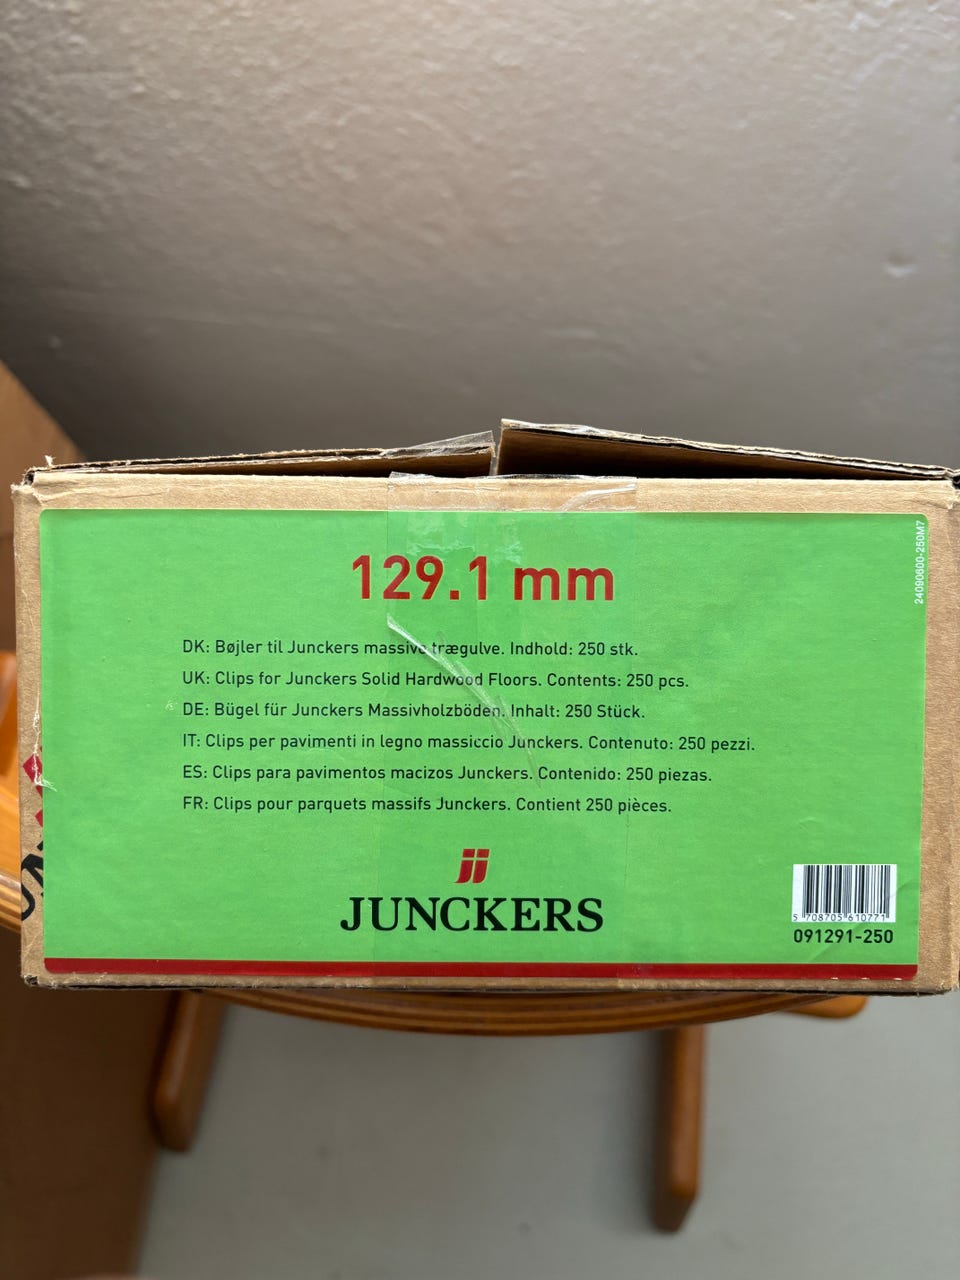 129.1 mm
24090600-250M7
DK: Bøjler til Junckers massive trægulve. Indhold: 250 stk.
UK: Clips for Junckers Solid Hardwood Floors. Contents: 250 pcs.
DE: Bügel für Junckers Massivholzböden. Inhalt: 250 Stück.
IT: Clips per pavimenti in legno massiccio Junckers. Contenuto: 250 pezzi.
ES: Clips para pavimentos macizos Junckers. Contenido: 250 piezas.
FR: Clips pour parquets massifs Junckers. Contient 250 pièces.
JUNCKERS
5 708705 610771
091291-250